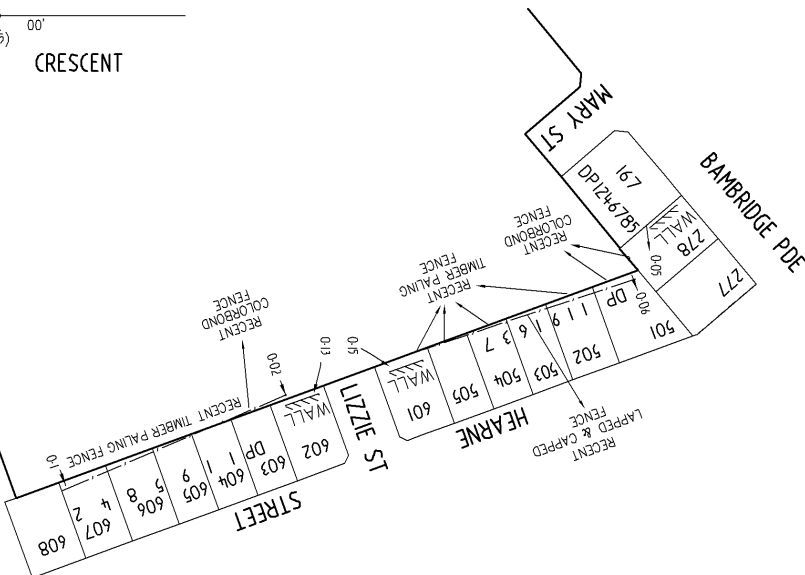 00'
CRESCENT
MARY ST
BAMBRIDGE PDE
167
DP1246785
WALL
278
277
0·05
0·06
RECENT
COLORBOND
FENCE
RECENT
TIMBER PALING
FENCE
RECENT
COLORBOND
FENCE
RECENT TIMBER PALING FENCE
0·1
0·02
0·13
0·15
501
502
503
504
505
DP 1 1 9 1 6 3 7
601
WALL
LIZZIE ST
HEARNE
STREET
RECENT
LAPPED & CAPPED
FENCE
WALL
602
603
604
605
606
607
608
DP 1 1 9 5 8 4 2